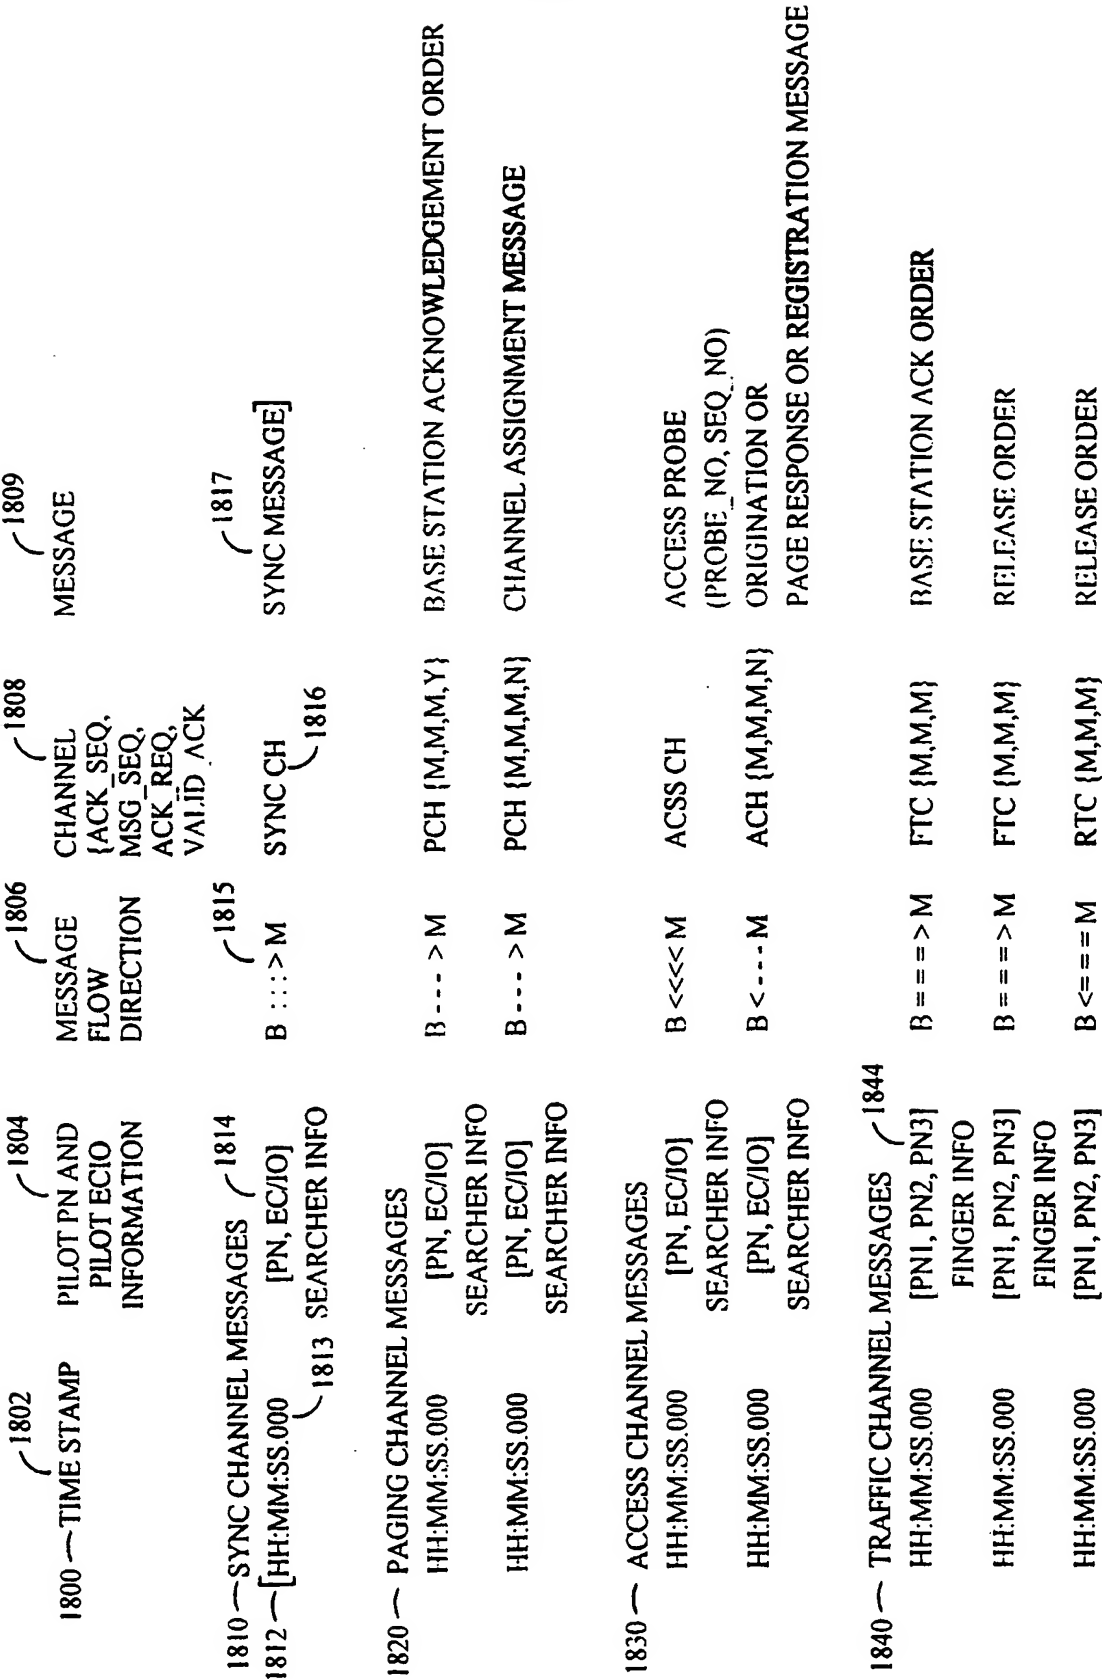 1802 1804 1806 1808 1809
1800 TIME STAMP PILOT PN AND MESSAGE CHANNEL MESSAGE
PILOT ECIO FLOW {ACK_SEQ,
INFORMATION DIRECTION MSG_SEQ,
ACK_REQ,
VALID_ACK
1810 SYNC CHANNEL MESSAGES 1814 1815 1817
1812 [HH:MM:SS.000 [PN, EC/IO] B :::> M SYNC CH SYNC MESSAGE]
1813 SEARCHER INFO 1816
1820 PAGING CHANNEL MESSAGES
HH:MM:SS.000 [PN, EC/IO] B ---> M PCH {M,M,M,Y} BASE STATION ACKNOWLEDGEMENT ORDER
SEARCHER INFO
HH:MM:SS.000 [PN, EC/IO] B ---> M PCH {M,M,M,N} CHANNEL ASSIGNMENT MESSAGE
SEARCHER INFO
1830 ACCESS CHANNEL MESSAGES
HH:MM:SS.000 [PN, EC/IO] B <<<< M ACSS CH ACCESS PROBE
SEARCHER INFO (PROBE_NO, SEQ_NO)
HH:MM:SS.000 [PN, EC/IO] B <--- M ACH {M,M,M,N} ORIGINATION OR
SEARCHER INFO PAGE RESPONSE OR REGISTRATION MESSAGE
1840 TRAFFIC CHANNEL MESSAGES 1844
HH:MM:SS.000 [PN1, PN2, PN3] B ===> M FTC {M,M,M} BASE STATION ACK ORDER
FINGER INFO
HH:MM:SS.000 [PN1, PN2, PN3] B ===> M FTC {M,M,M} RELEASE ORDER
FINGER INFO
HH:MM:SS.000 [PN1, PN2, PN3] B <=== M RTC {M,M,M} RELEASE ORDER